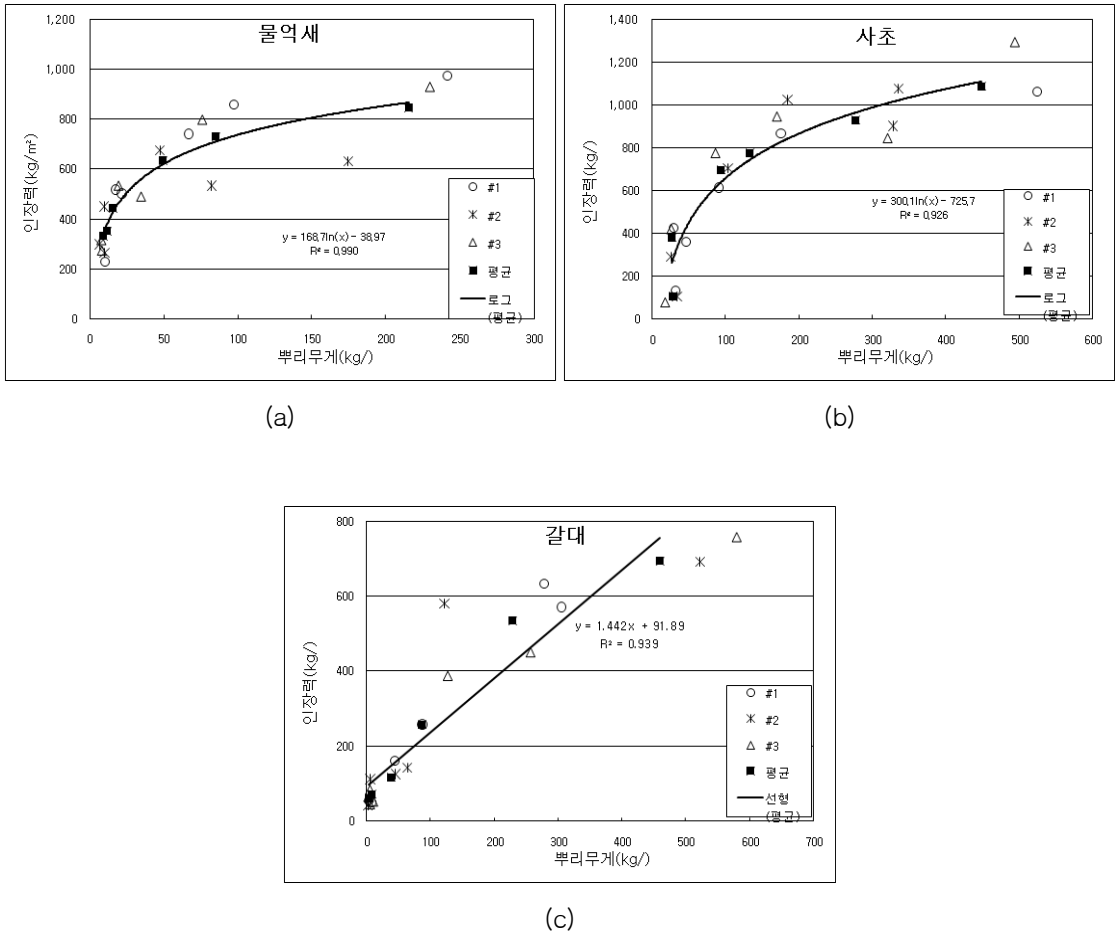 물억새
1,200
1,000
800
600
400
200
0
인장력(kg/m²)
y = 168.7ln(x) - 38.97
R² = 0.990
#1
#2
#3
평균
로그
(평균)
0 50 100 150 200 250 300
뿌리무게(kg/)
(a)
사초
1,400
1,200
1,000
800
600
400
200
0
인장력(kg/)
y = 300.1ln(x) - 725.7
R² = 0.926
#1
#2
#3
평균
로그
(평균)
0 100 200 300 400 500 600
뿌리무게(kg/)
(b)
갈대
800
600
400
200
0
인장력(kg/)
y = 1.442x + 91.89
R² = 0.939
#1
#2
#3
평균
선형
(평균)
0 100 200 300 400 500 600 700
뿌리무게(kg/)
(c)